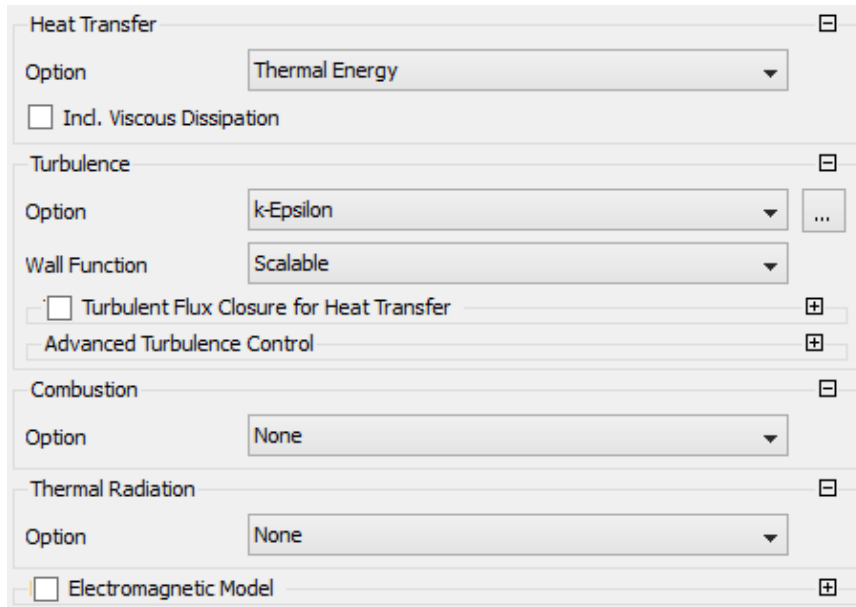 Heat Transfer
Option Thermal Energy
Incl. Viscous Dissipation
Turbulence
Option k-Epsilon ...
Wall Function Scalable
Turbulent Flux Closure for Heat Transfer
Advanced Turbulence Control
Combustion
Option None
Thermal Radiation
Option None
Electromagnetic Model